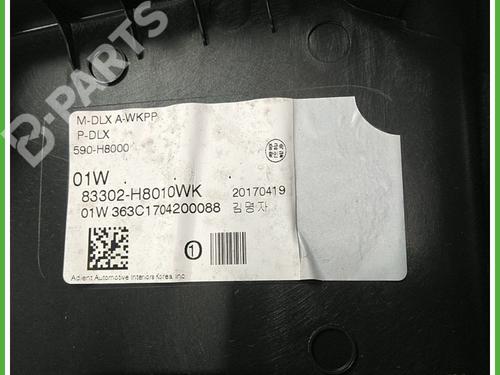 B-PARTS
M-DLX A-WKPP
P-DLX
590-H8000
01W
83302-H8010WK 20170419
01W 363C1704200088 김명자
1
Adient Automotive Interiors Korea, Inc.